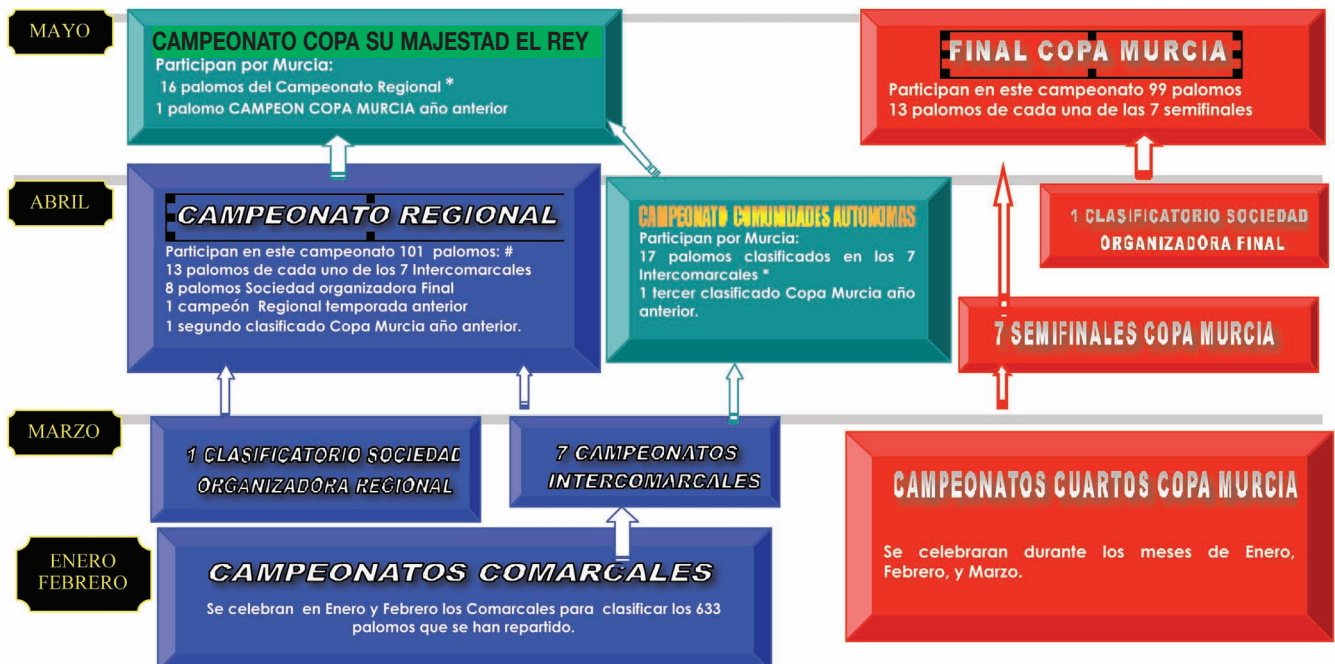 MAYO
CAMPEONATO COPA SU MAJESTAD EL REY
Participan por Murcia:
16 palomos del Campeonato Regional *
1 palomo CAMPEON COPA MURCIA año anterior
FINAL COPA MURCIA
Participan en este campeonato 99 palomos
13 palomos de cada una de las 7 semifinales
ABRIL
CAMPEONATO REGIONAL
Participan en este campeonato 101 palomos: #
13 palomos de cada uno de los 7 Intercomarcales
8 palomos Sociedad organizadora Final
1 campeón Regional temporada anterior
1 segundo clasificado Copa Murcia año anterior.
CAMPEONATO COMUNIDADES AUTONOMAS
Participan por Murcia:
17 palomos clasificados en los 7
Intercomarcales *
1 tercer clasificado Copa Murcia año
anterior.
1 CLASIFICATORIO SOCIEDAD
ORGANIZADORA FINAL
7 SEMIFINALES COPA MURCIA
MARZO
1 CLASIFICATORIO SOCIEDAD
ORGANIZADORA REGIONAL
7 CAMPEONATOS
INTERCOMARCALES
CAMPEONATOS CUARTOS COPA MURCIA
Se celebraran durante los meses de Enero,
Febrero, y Marzo.
ENERO
FEBRERO
CAMPEONATOS COMARCALES
Se celebran en Enero y Febrero los Comarcales para clasificar los 633
palomos que se han repartido.